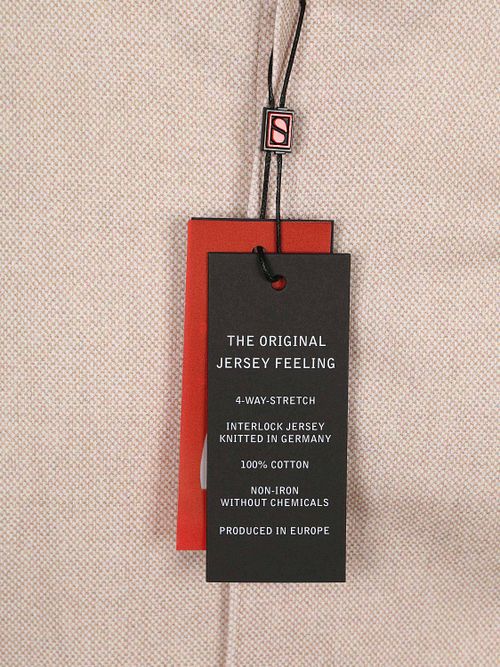 S
THE ORIGINAL
JERSEY FEELING
4-WAY-STRETCH
INTERLOCK JERSEY
KNITTED IN GERMANY
100% COTTON
NON-IRON
WITHOUT CHEMICALS
PRODUCED IN EUROPE